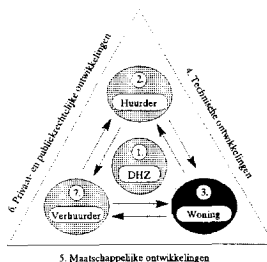 2.
Huurder
4. Technische ontwikkelingen
6. Privaat- en publiekrechtelijke ontwikkelingen
1.
DHZ
?.
Verhuurder
3.
Woning
5. Maatschappelijke ontwikkelingen